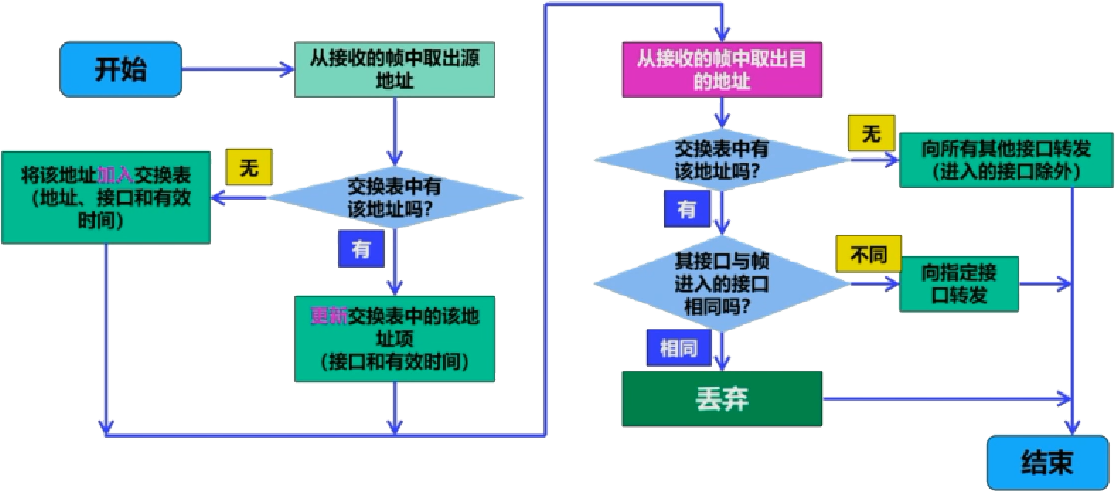 开始
从接收的帧中取出源
地址
无
交换表中有
该地址吗?
将该地址加入交换表
（地址、接口和有效
时间）
有
更新交换表中的该地
址项
（接口和有效时间）
从接收的帧中取出目
的地址
交换表中有
该地址吗?
无
向所有其他接口转发
（进入的接口除外）
有
其接口与帧
进入的接口
相同吗?
不同
向指定接
口转发
相同
丢弃
结束